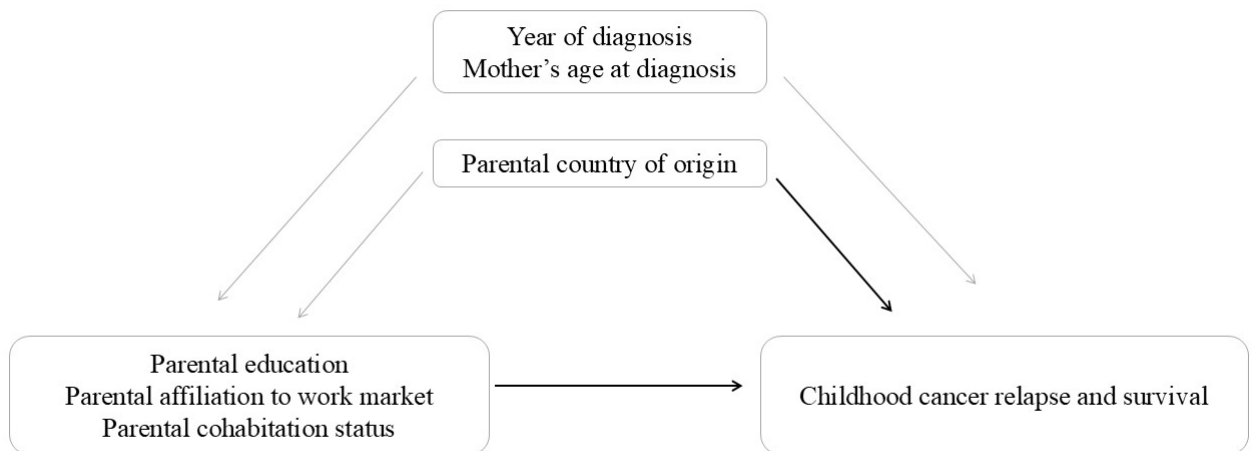 Year of diagnosis
Mother’s age at diagnosis
Parental country of origin
Parental education
Parental affiliation to work market
Parental cohabitation status
Childhood cancer relapse and survival